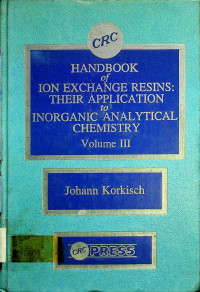 CRC
HANDBOOK
of
ION EXCHANGE RESINS:
THEIR APPLICATION
to
INORGANIC ANALYTICAL
CHEMISTRY
Volume III
Johann Korkisch
CRC PRESS